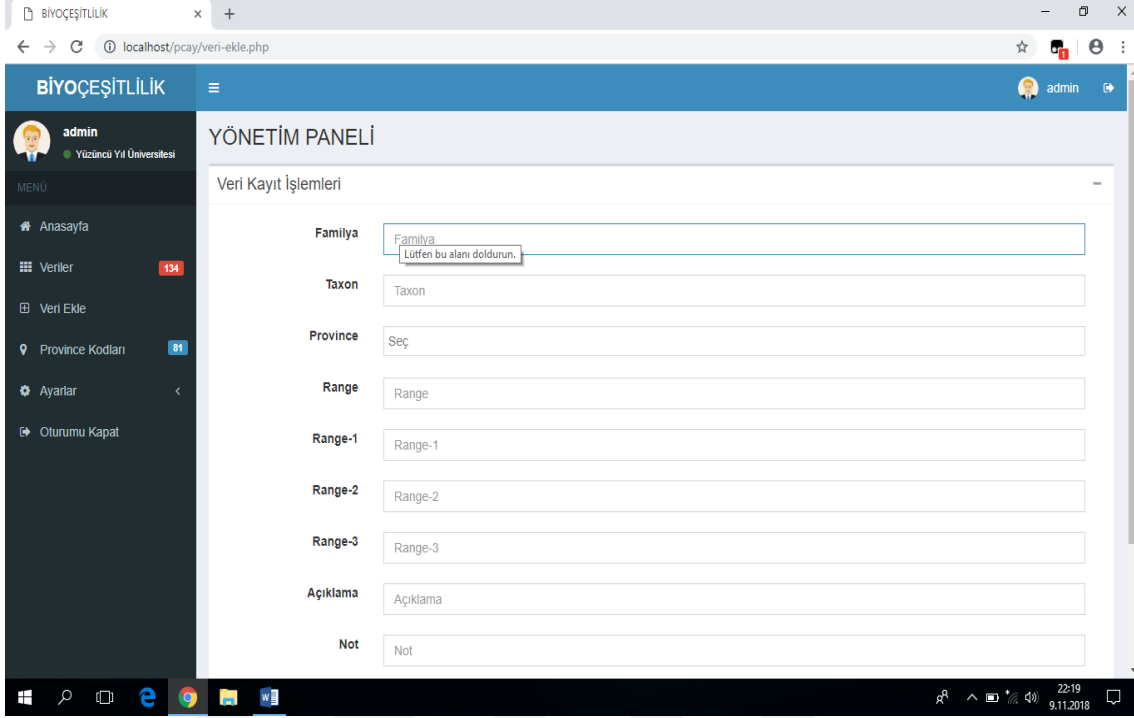 BİYOÇEŞİTLİLİK
localhost/pcay/veri-ekle.php
1
BİYOÇEŞİTLİLİK
admin
admin
Yüzüncü Yıl Üniversitesi
YÖNETİM PANELİ
MENÜ
Veri Kayıt İşlemleri
Anasayfa
Veriler
134
Veri Ekle
Province Kodları
81
Ayarlar
Oturumu Kapat
Familya
Familya
Lütfen bu alanı doldurun.
Taxon
Taxon
Province
Seç
Range
Range
Range-1
Range-1
Range-2
Range-2
Range-3
Range-3
Açıklama
Açıklama
Not
Not
22:19
9.11.2018